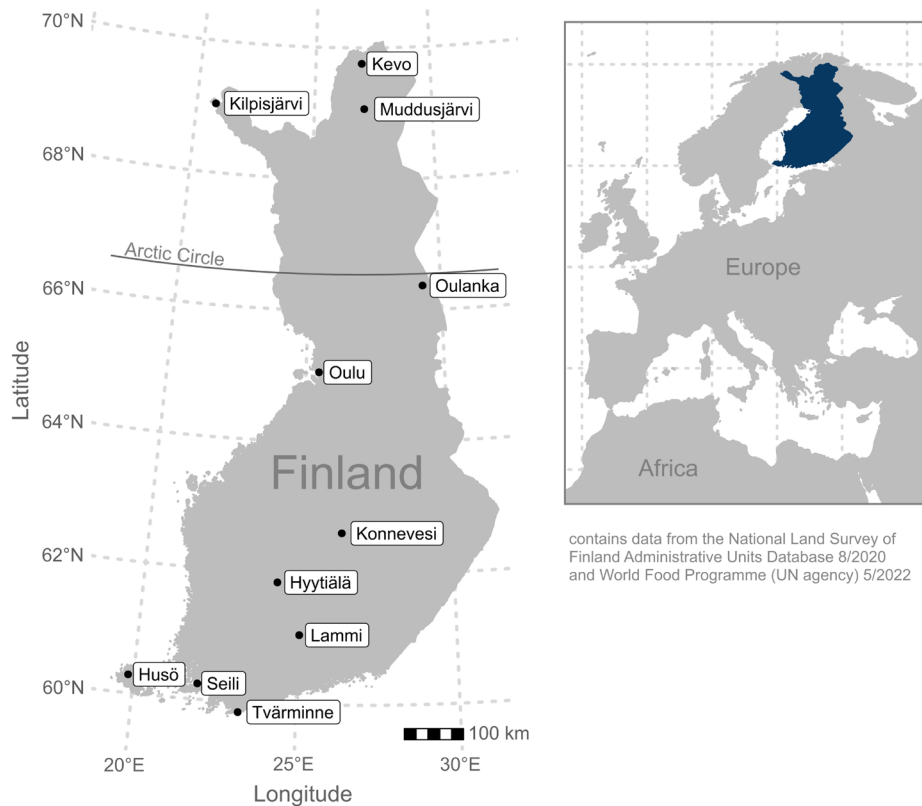 70°N
Kevo
Kilpisjärvi
Muddusjärvi
68°N
Arctic Circle
66°N
Oulanka
Oulu
Latitude
64°N
Finland
Konnevesi
62°N
Hyytiälä
Lammi
Husö
60°N
Seili
Tvärminne
100 km
20°E
25°E
30°E
Longitude
Europe
Africa
contains data from the National Land Survey of
Finland Administrative Units Database 8/2020
and World Food Programme (UN agency) 5/2022